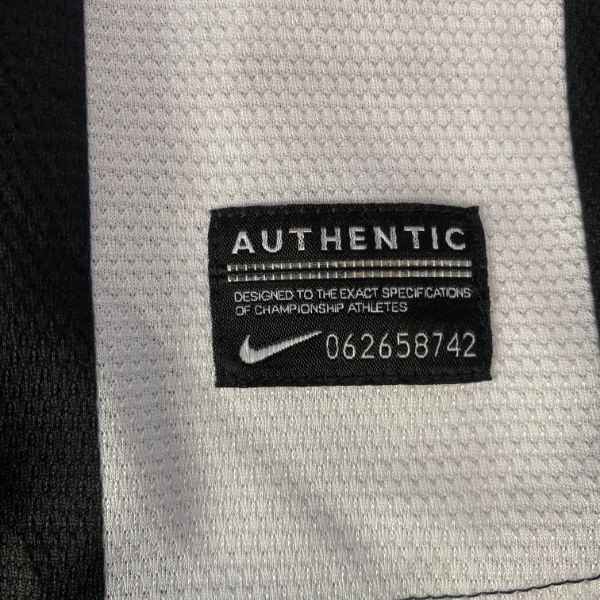 AUTHENTIC
DESIGNED TO THE EXACT SPECIFICATIONS
OF CHAMPIONSHIP ATHLETES
062658742